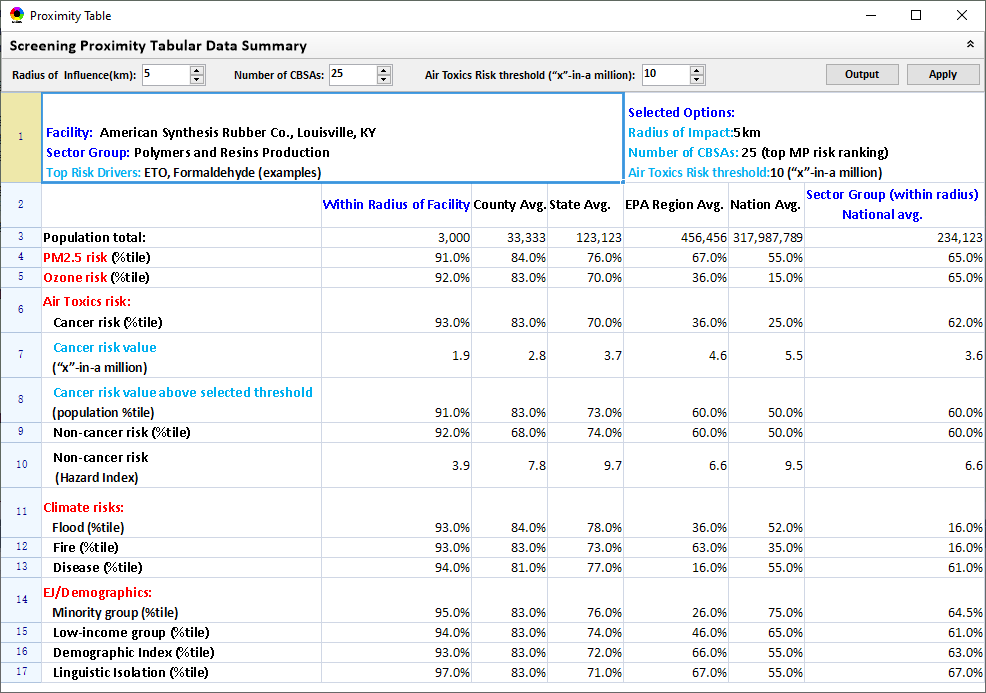 Proximity Table
Screening Proximity Tabular Data Summary
Radius of Influence(km): 5 Number of CBSAs: 25 Air Toxics Risk threshold (“x”-in-a million): 10 Output Apply
1
Facility: American Synthesis Rubber Co., Louisville, KY
Sector Group: Polymers and Resins Production
Top Risk Drivers: ETO, Formaldehyde (examples)
Selected Options:
Radius of Impact:5km
Number of CBSAs: 25 (top MP risk ranking)
Air Toxics Risk threshold:10 (“x”-in-a million)
2 Within Radius of Facility County Avg. State Avg. EPA Region Avg. Nation Avg. Sector Group (within radius)
National avg.
3 Population total: 3,000 33,333 123,123 456,456 317,987,789 234,123
4 PM2.5 risk (%tile) 91.0% 84.0% 76.0% 67.0% 55.0% 65.0%
5 Ozone risk (%tile) 92.0% 83.0% 70.0% 36.0% 15.0% 65.0%
6 Air Toxics risk:
Cancer risk (%tile) 93.0% 83.0% 70.0% 36.0% 25.0% 62.0%
7 Cancer risk value
(“x”-in-a million) 1.9 2.8 3.7 4.6 5.5 3.6
8 Cancer risk value above selected threshold
(population %tile) 91.0% 83.0% 73.0% 60.0% 50.0% 60.0%
9 Non-cancer risk (%tile) 92.0% 68.0% 74.0% 60.0% 50.0% 60.0%
10 Non-cancer risk
(Hazard Index) 3.9 7.8 9.7 6.6 9.5 6.6
11 Climate risks:
Flood (%tile) 93.0% 84.0% 78.0% 36.0% 52.0% 16.0%
12 Fire (%tile) 93.0% 83.0% 73.0% 63.0% 35.0% 16.0%
13 Disease (%tile) 94.0% 81.0% 77.0% 16.0% 55.0% 61.0%
14 EJ/Demographics:
Minority group (%tile) 95.0% 83.0% 76.0% 26.0% 75.0% 64.5%
15 Low-income group (%tile) 94.0% 83.0% 74.0% 46.0% 65.0% 61.0%
16 Demographic Index (%tile) 93.0% 83.0% 72.0% 66.0% 55.0% 63.0%
17 Linguistic Isolation (%tile) 97.0% 83.0% 71.0% 67.0% 55.0% 67.0%